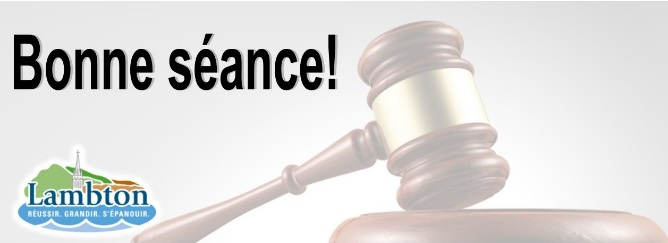 Bonne séance!
Lambton
RÉUSSIR. GRANDIR. S'ÉPANOUIR.